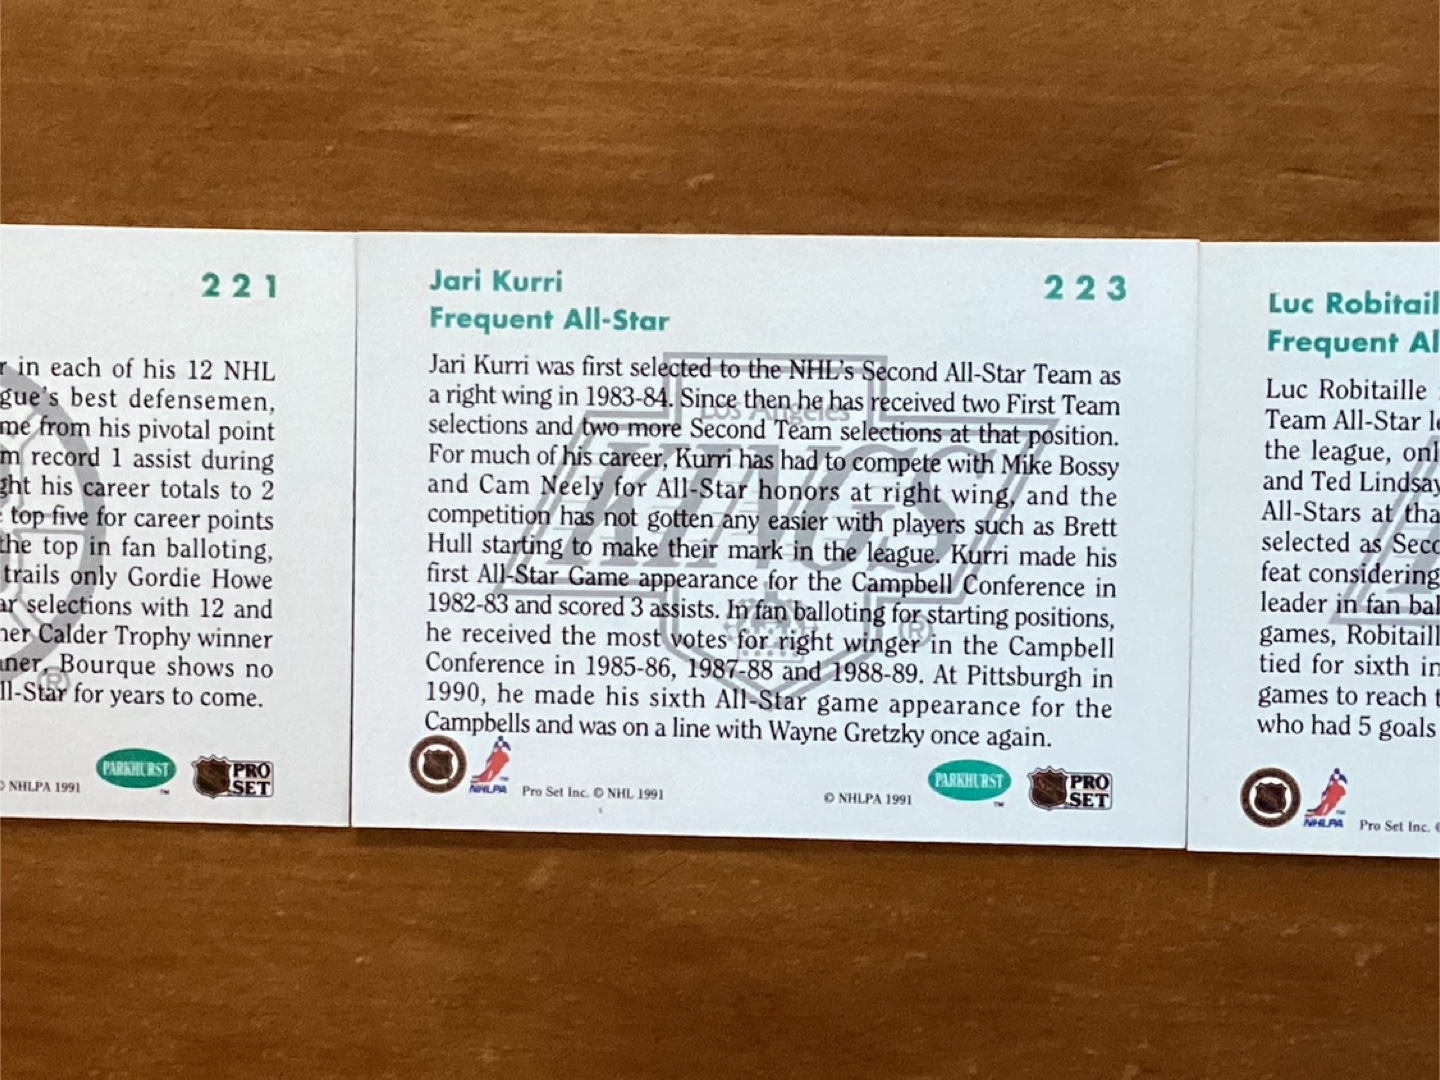 221
r in each of his 12 NHL
gue's best defensemen,
me from his pivotal point
m record 1 assist during
ght his career totals to 2
top five for career points
the top in fan balloting,
trails only Gordie Howe
ar selections with 12 and
ner Calder Trophy winner
nner, Bourque shows no
ll-Star for years to come.
© NHLPA 1991
PARKHURST
TM
PRO
SET
Jari Kurri
223
Frequent All-Star
Jari Kurri was first selected to the NHL's Second All-Star Team as
a right wing in 1983-84. Since then he has received two First Team
selections and two more Second Team selections at that position.
For much of his career, Kurri has had to compete with Mike Bossy
and Cam Neely for All-Star honors at right wing, and the
competition has not gotten any easier with players such as Brett
Hull starting to make their mark in the league. Kurri made his
first All-Star Game appearance for the Campbell Conference in
1982-83 and scored 3 assists. In fan balloting for starting positions,
he received the most votes for right winger in the Campbell
Conference in 1985-86, 1987-88 and 1988-89. At Pittsburgh in
1990, he made his sixth All-Star game appearance for the
Campbells and was on a line with Wayne Gretzky once again.
Los Angeles
KINGS
®
NHLPA
Pro Set Inc. © NHL 1991
© NHLPA 1991
PARKHURST
TM
PRO
SET
Luc Robitail
Frequent Al
Luc Robitaille
Team All-Star le
the league, onl
and Ted Lindsay
All-Stars at tha
selected as Seco
feat considering
leader in fan bal
games, Robitaill
tied for sixth in
games to reach t
who had 5 goals
NHLPA
Pro Set Inc. ©